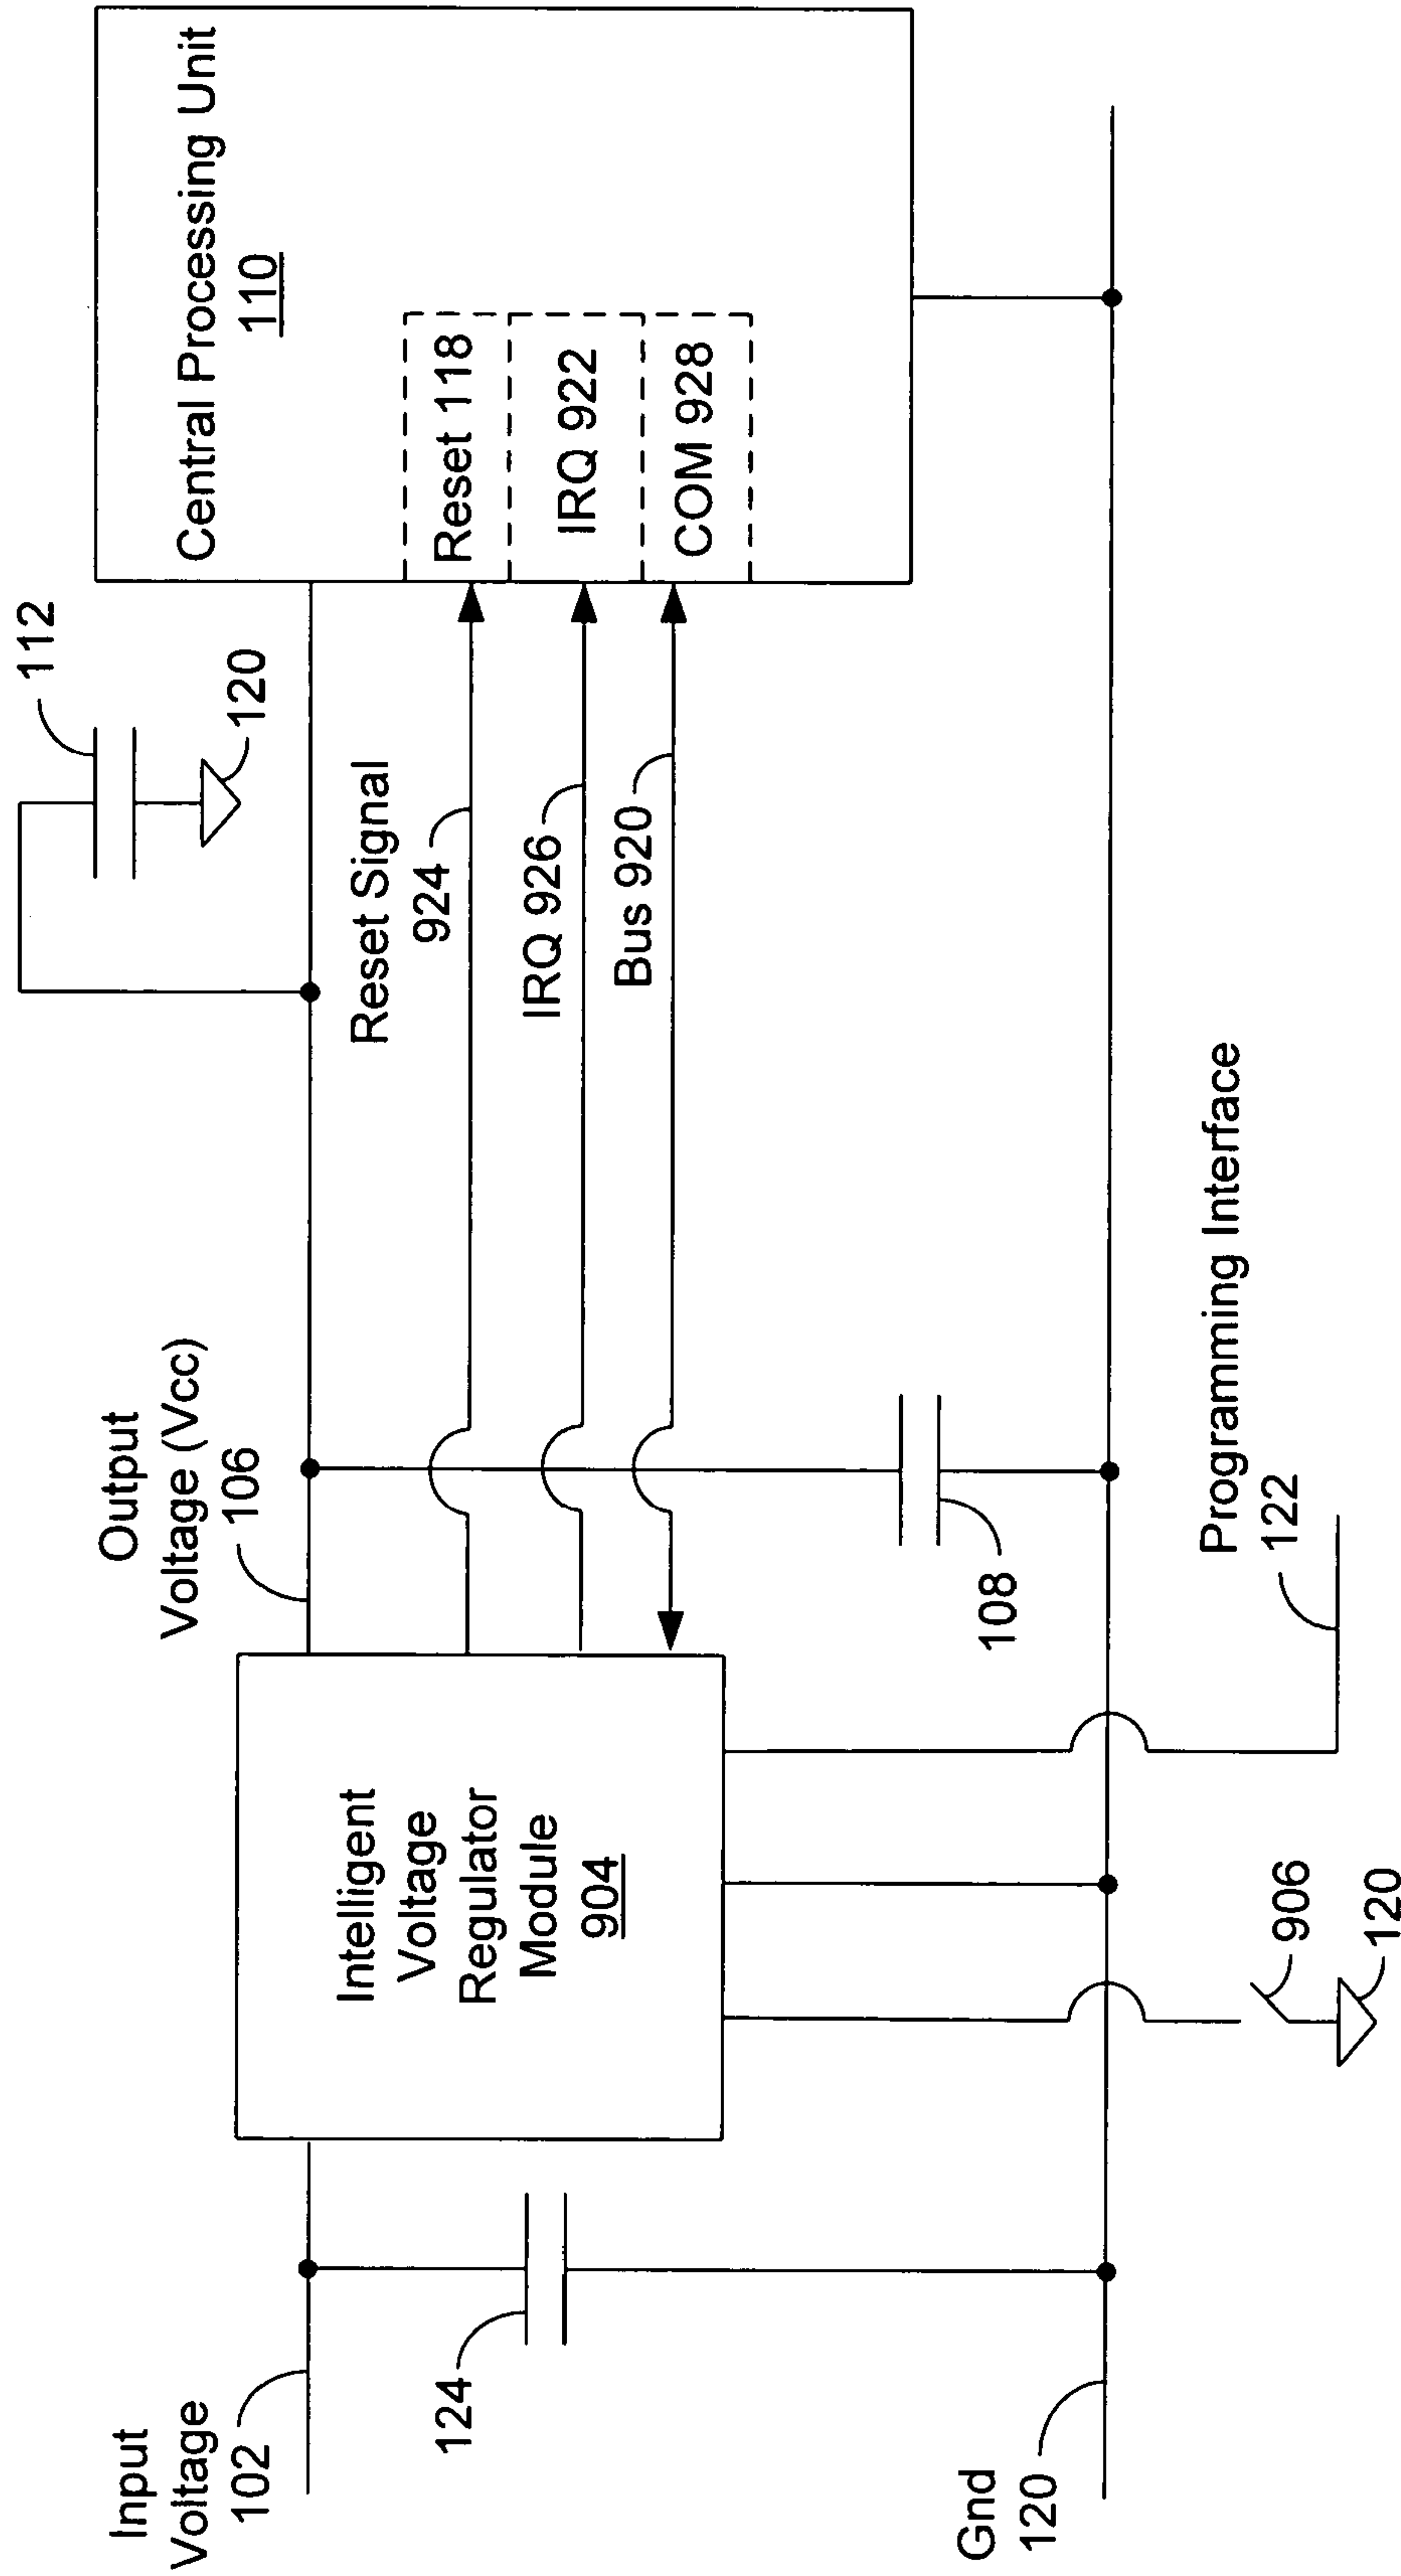 Input
Voltage
102
124
Gnd
120
Intelligent
Voltage
Regulator
Module
904
906
120
Output
Voltage (Vcc)
106
108
Programming Interface
122
Reset Signal
924
IRQ 926
Bus 920
112
120
Central Processing Unit
110
Reset 118
IRQ 922
COM 928